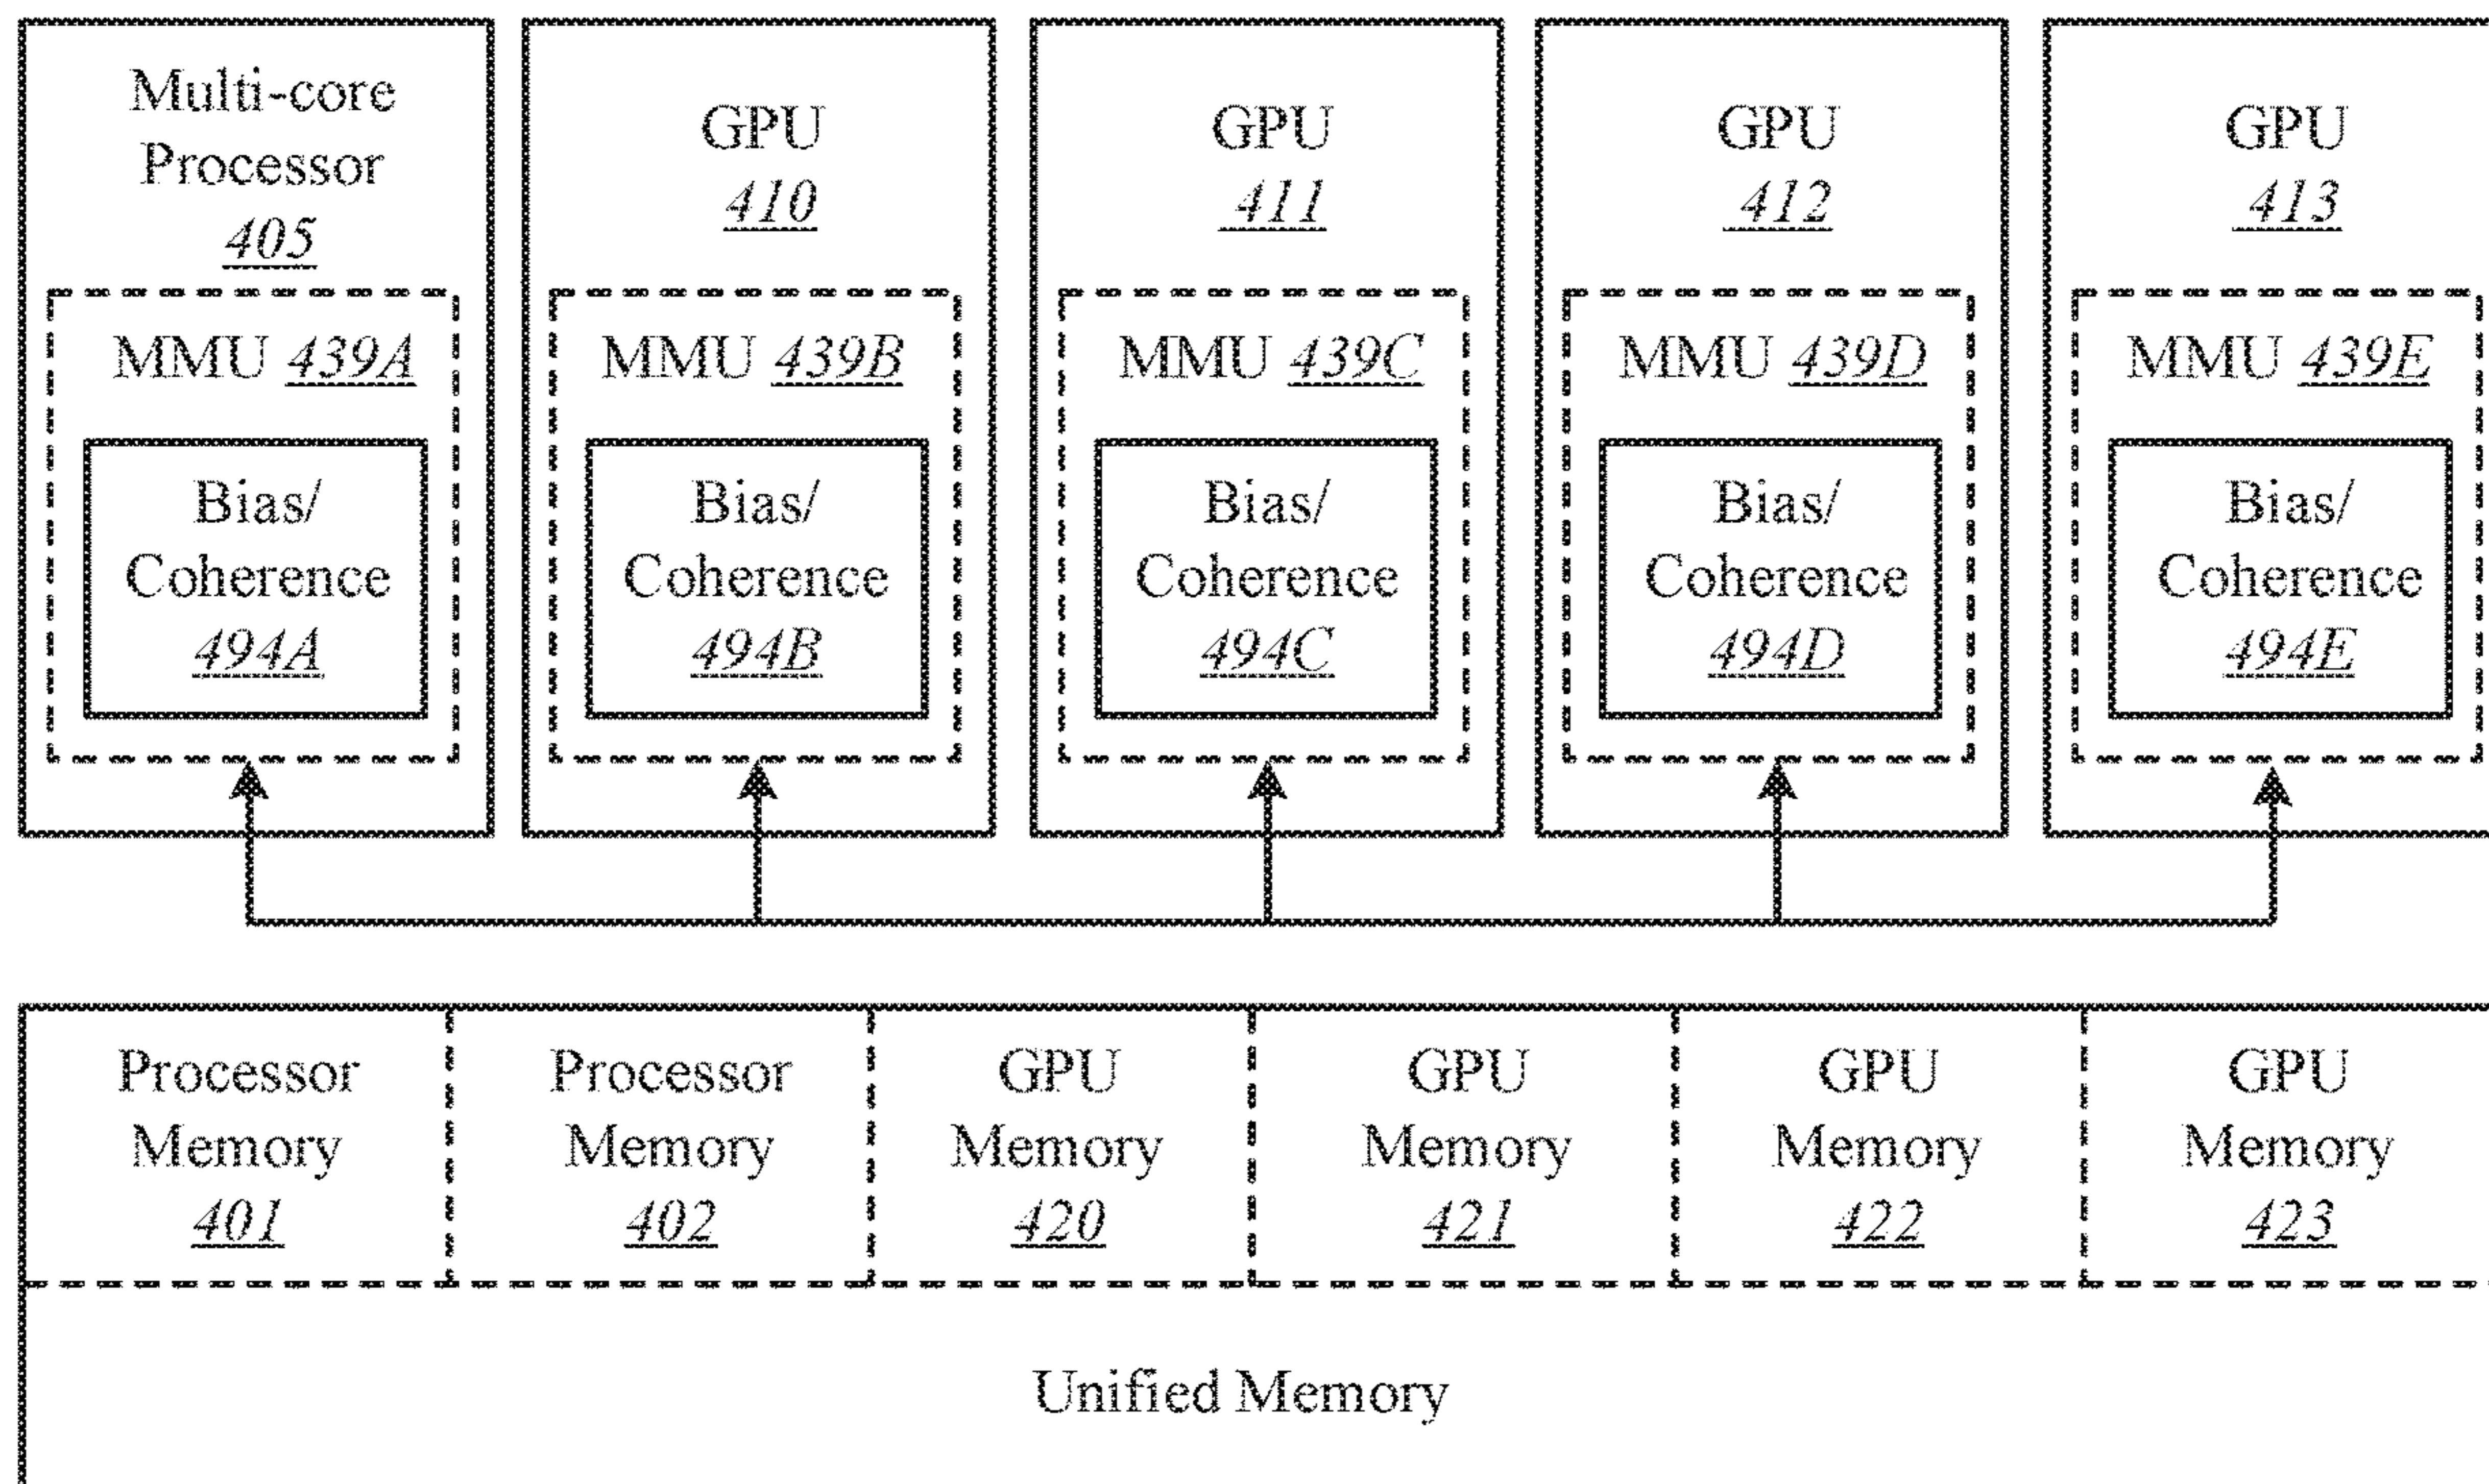 Multi-core
Processor
405
MMU 439A
Bias/
Coherence
494A
GPU
410
MMU 439B
Bias/
Coherence
494B
GPU
411
MMU 439C
Bias/
Coherence
494C
GPU
412
MMU 439D
Bias/
Coherence
494D
GPU
413
MMU 439E
Bias/
Coherence
494E
Processor
Memory
401
Processor
Memory
402
GPU
Memory
420
GPU
Memory
421
GPU
Memory
422
GPU
Memory
423
Unified Memory